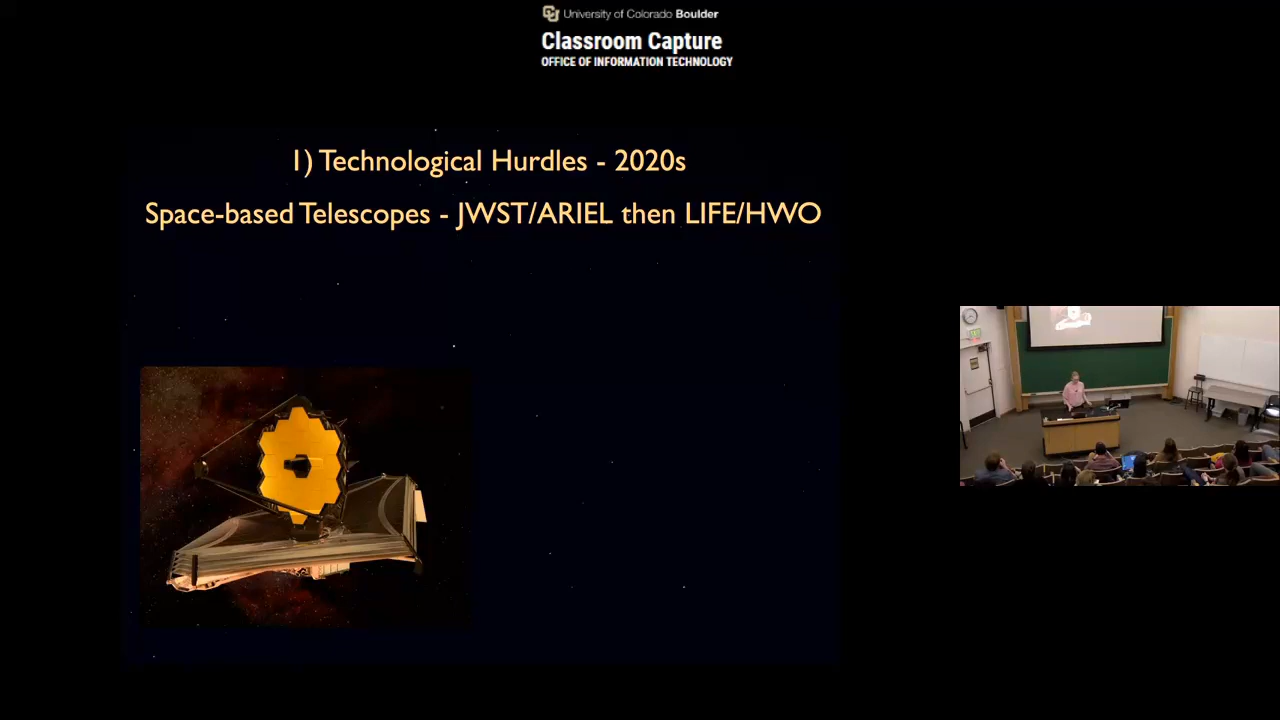 University of Colorado Boulder
Classroom Capture
OFFICE OF INFORMATION TECHNOLOGY
1) Technological Hurdles - 2020s
Space-based Telescopes - JWST/ARIEL then LIFE/HWO